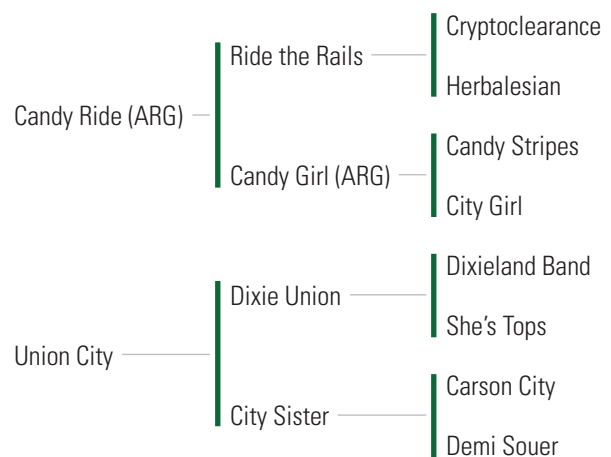 Cryptoclearance
Ride the Rails
Herbalesian
Candy Ride (ARG)
Candy Stripes
Candy Girl (ARG)
City Girl
Dixieland Band
Dixie Union
She's Tops
Union City
Carson City
City Sister
Demi Souer